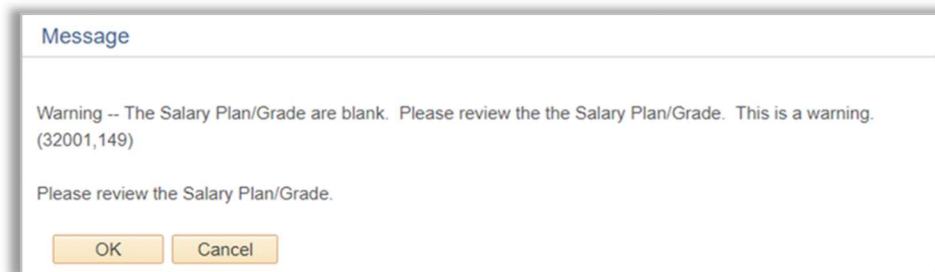 Message
Warning -- The Salary Plan/Grade are blank.  Please review the the Salary Plan/Grade.  This is a warning.
(32001,149)
Please review the Salary Plan/Grade.
OK Cancel